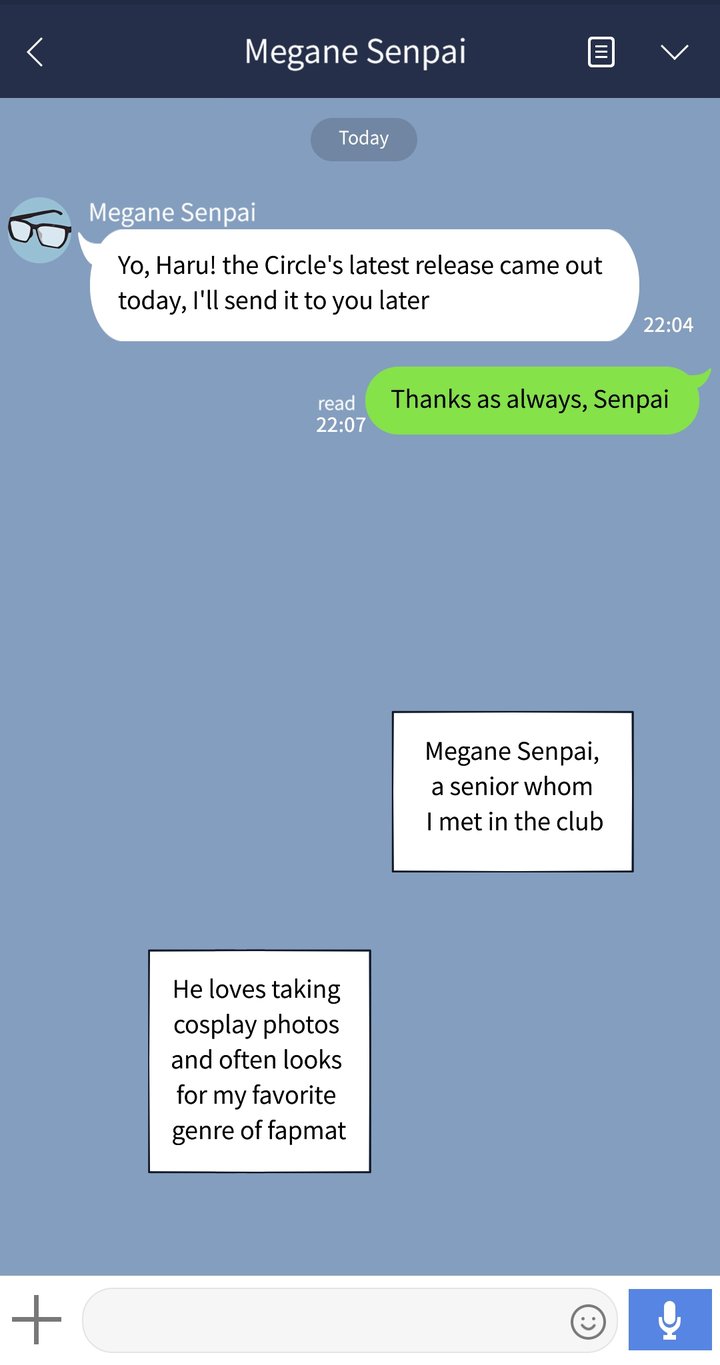 Megane Senpai
Today
Megane Senpai
Yo, Haru! the Circle's latest release came out
today, I'll send it to you later
22:04
Thanks as always, Senpai
read
22:07
Megane Senpai,
a senior whom
I met in the club
He loves taking
cosplay photos
and often looks
for my favorite
genre of fapmat